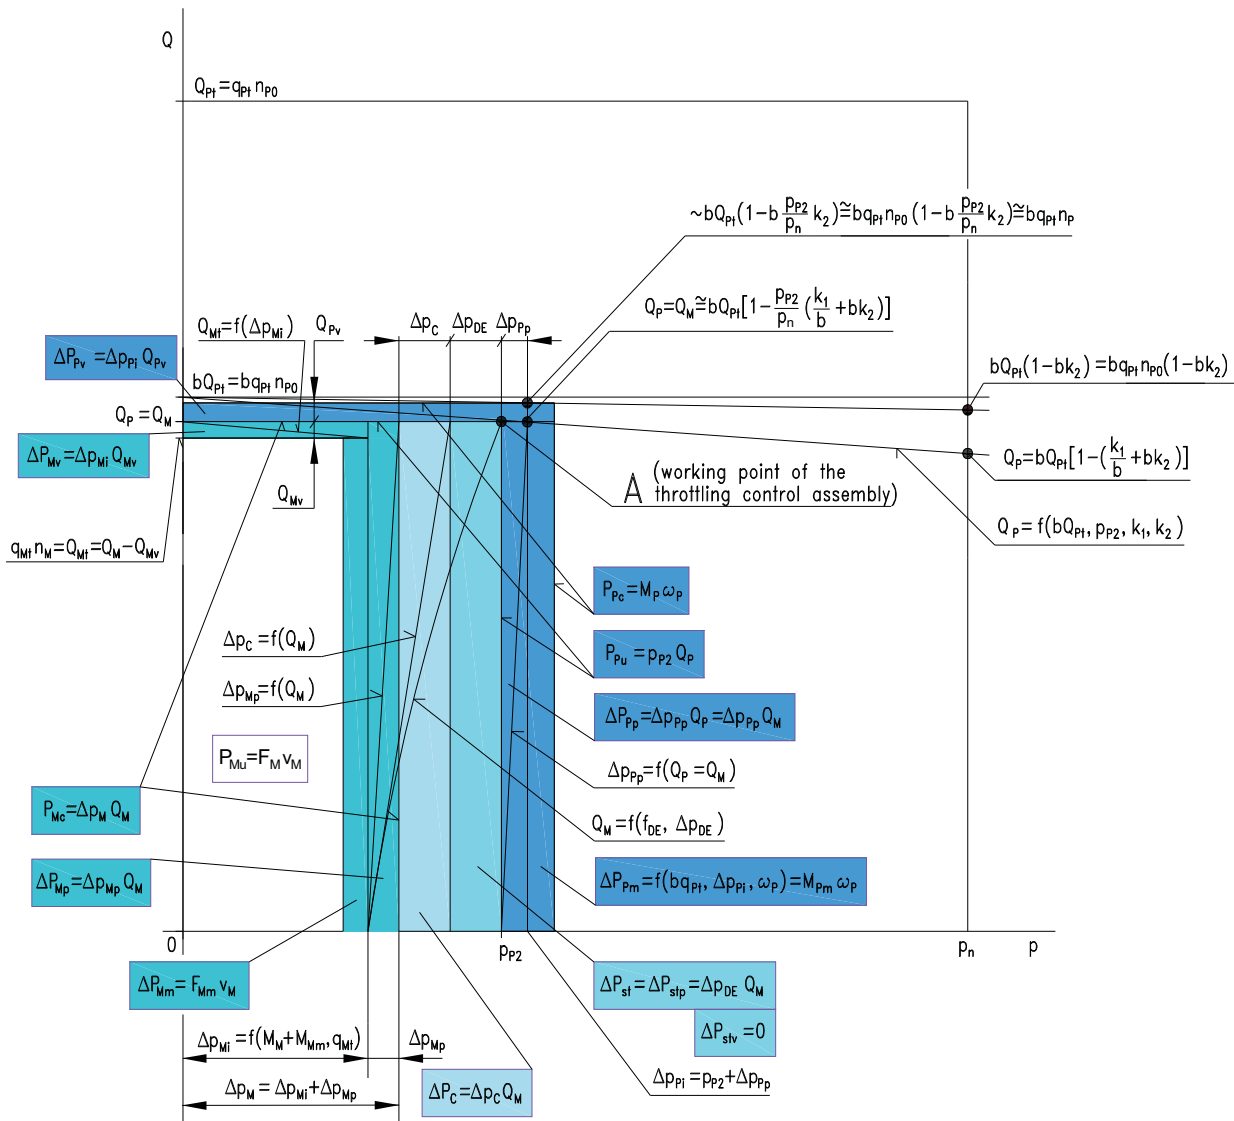 Q
Q_Pt=q_Pt n_P0
~bQ_Pt(1-b p_P2/p_n k_2)≅bq_Pt n_P0(1-b p_P2/p_n k_2)≅bq_Pt n_P
Q_P=Q_M≅bQ_Pt[1-p_P2/p_n(k_1/b+bk_2)]
Q_Mt=f(Δp_Mi)
Q_Pv
Δp_C
Δp_DE
Δp_Pp
ΔP_Pv=Δp_Pi Q_Pv
bQ_Pt=bq_Pt n_P0
bQ_Pt(1-bk_2)=bq_Pt n_P0(1-bk_2)
Q_P=Q_M
ΔP_Mv=Δp_Mi Q_Mv
Q_P=bQ_Pt[1-(k_1/b+bk_2)]
A (working point of the
throttling control assembly)
Q_Mv
Q_P=f(bQ_Pt, p_P2, k_1, k_2)
q_Mt n_M=Q_Mt=Q_M-Q_Mv
P_Pc=M_P ω_P
Δp_C=f(Q_M)
P_Pu=p_P2 Q_P
Δp_Mp=f(Q_M)
ΔP_Pp=Δp_Pp Q_P=Δp_Pp Q_M
P_Mu=F_M v_M
Δp_Pp=f(Q_P=Q_M)
P_Mc=Δp_M Q_M
Q_M=f(f_DE, Δp_DE)
ΔP_Mp=Δp_Mp Q_M
ΔP_Pm=f(bq_Pt, Δp_Pi, ω_P)=M_Pm ω_P
0
p_P2
p_n
p
ΔP_Mm=F_Mm v_M
ΔP_st=ΔP_stp=Δp_DE Q_M
ΔP_stv=0
Δp_Mi=f(M_M+M_Mm, q_Mt)
Δp_Mp
Δp_M=Δp_Mi+Δp_Mp
ΔP_C=Δp_C Q_M
Δp_Pi=p_P2+Δp_Pp